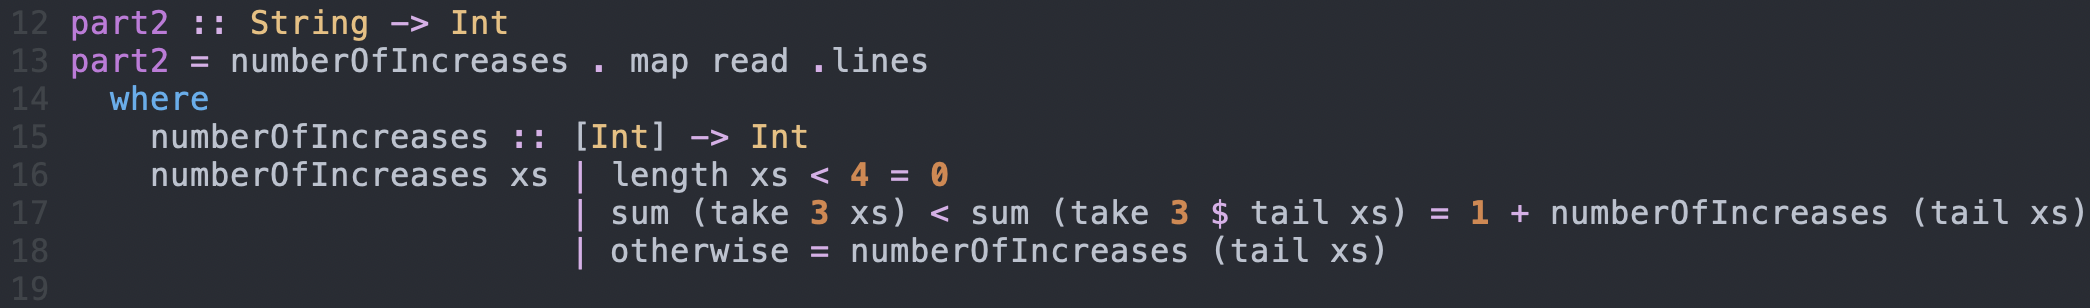 12 part2 :: String -> Int
13 part2 = numberOfIncreases . map read .lines
14   where
15     numberOfIncreases :: [Int] -> Int
16     numberOfIncreases xs | length xs < 4 = 0
17                          | sum (take 3 xs) < sum (take 3 $ tail xs) = 1 + numberOfIncreases (tail xs)
18                          | otherwise = numberOfIncreases (tail xs)
19